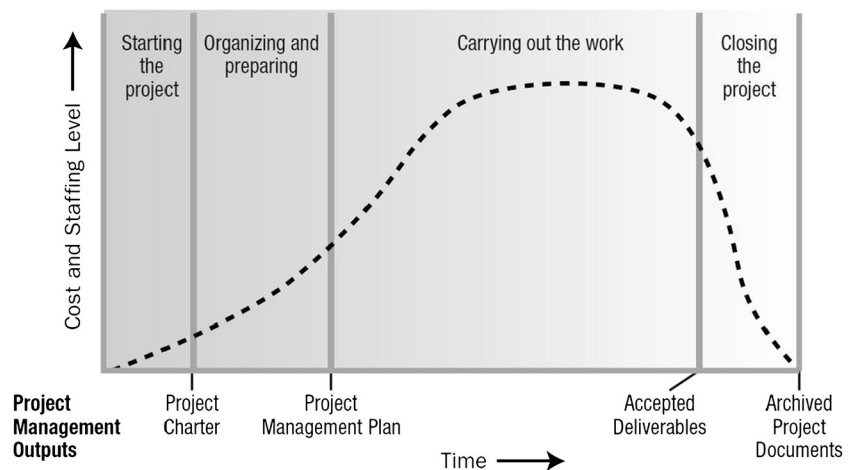 Starting
the
project
Organizing and
preparing
Carrying out the work
Closing
the
project
Cost and Staffing Level
Project
Management
Outputs
Project
Charter
Project
Management Plan
Accepted
Deliverables
Archived
Project
Documents
Time